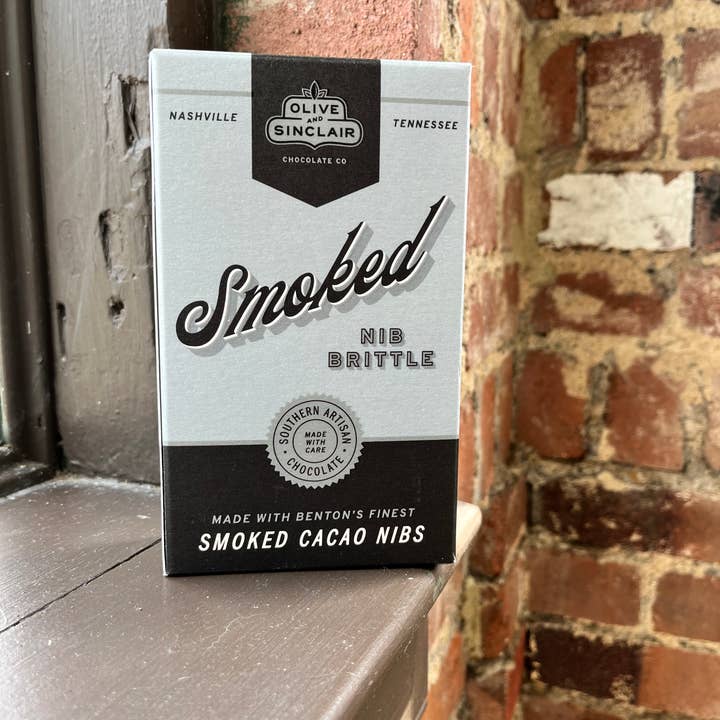 NASHVILLE
OLIVE
AND
SINCLAIR
CHOCOLATE CO
TENNESSEE
Smoked
NIB
BRITTLE
SOUTHERN ARTISAN
MADE
WITH
CARE
CHOCOLATE
MADE WITH BENTON'S FINEST
SMOKED CACAO NIBS